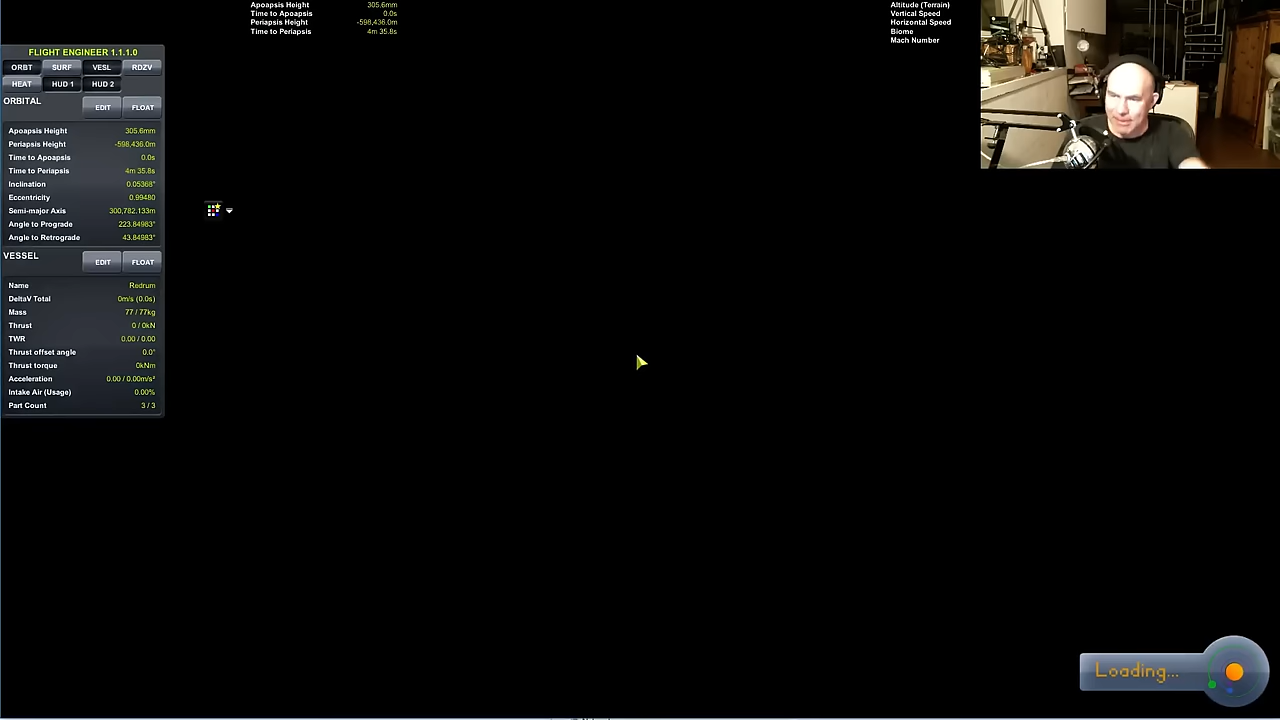 Apoapsis Height 305.6mm
Time to Apoapsis 0.0s
Periapsis Height -598,436.0m
Time to Periapsis 4m 35.8s
Altitude (Terrain)
Vertical Speed
Horizontal Speed
Biome
Mach Number
FLIGHT ENGINEER 1.1.1.0
ORBT SURF VESL RDZV
HEAT HUD 1 HUD 2
ORBITAL EDIT FLOAT
Apoapsis Height 305.6mm
Periapsis Height -598,436.0m
Time to Apoapsis 0.0s
Time to Periapsis 4m 35.8s
Inclination 0.05368°
Eccentricity 0.99480
Semi-major Axis 300,782.133m
Angle to Prograde 223.84983°
Angle to Retrograde 43.84983°
VESSEL EDIT FLOAT
Name Redrum
DeltaV Total 0m/s (0.0s)
Mass 77 / 77kg
Thrust 0 / 0kN
TWR 0.00 / 0.00
Thrust offset angle 0.0°
Thrust torque 0kNm
Acceleration 0.00 / 0.00m/s²
Intake Air (Usage) 0.00%
Part Count 3 / 3
Loading...